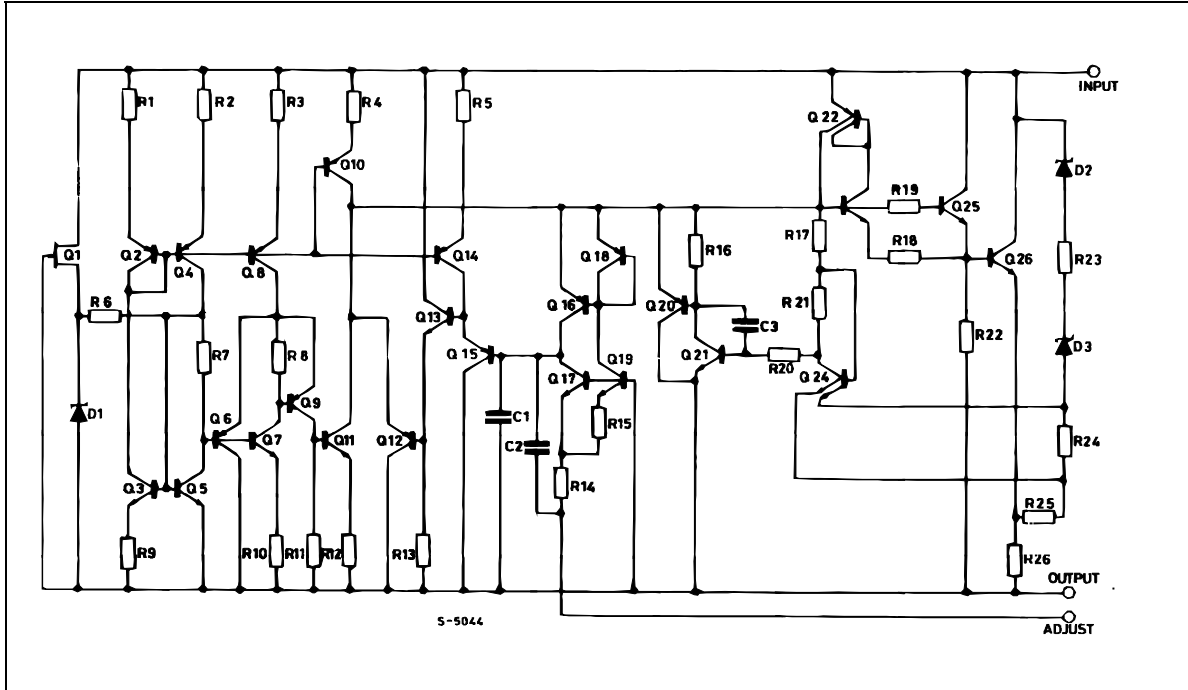 INPUT
R1 R2 R3 R4 R5
Q22
Q10
D2
R19
Q25
R17 R18
Q1 Q2 Q4 Q8 Q14 Q18 R16 Q26 R23
R6 Q13 Q16 Q20 R21
C3
R7 R8 Q15 Q19 Q21 R20 R22 D3
Q17 Q24
D1 Q6 Q9 C1 R15
Q7 Q11 Q12 C2 R24
Q3 Q5 R14
R25
R9 R10 R11 R12 R13 R26
OUTPUT
S-5044
ADJUST